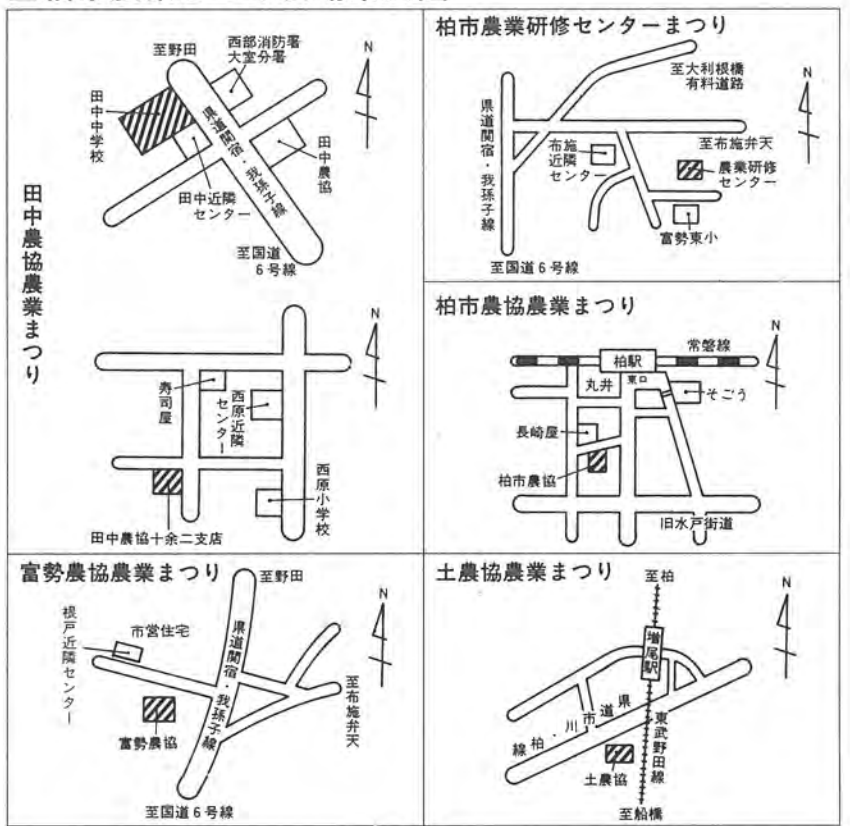 田中農協農業まつり
至野田
西部消防署
大室分署
N
田中中学校
県道関宿・我孫子線
田中農協
田中近隣
センター
至国道
6号線
N
寿司屋
西原近隣
センター
西原小学校
田中農協十余二支店
柏市農業研修センターまつり
至大利根橋
有料道路
N
県道関宿・我孫子線
至布施弁天
布施
近隣
センター
農業研修
センター
富勢東小
至国道6号線
柏市農協農業まつり
N
常磐線
柏駅
東口
丸井
そごう
長崎屋
柏市農協
旧水戸街道
富勢農協農業まつり
至野田
N
根戸近隣センター
市営住宅
県道関宿・我孫子線
至布施弁天
富勢農協
至国道6号線
土農協農業まつり
至柏
N
増尾駅
県道市川・柏線
東武野田線
土農協
至船橋